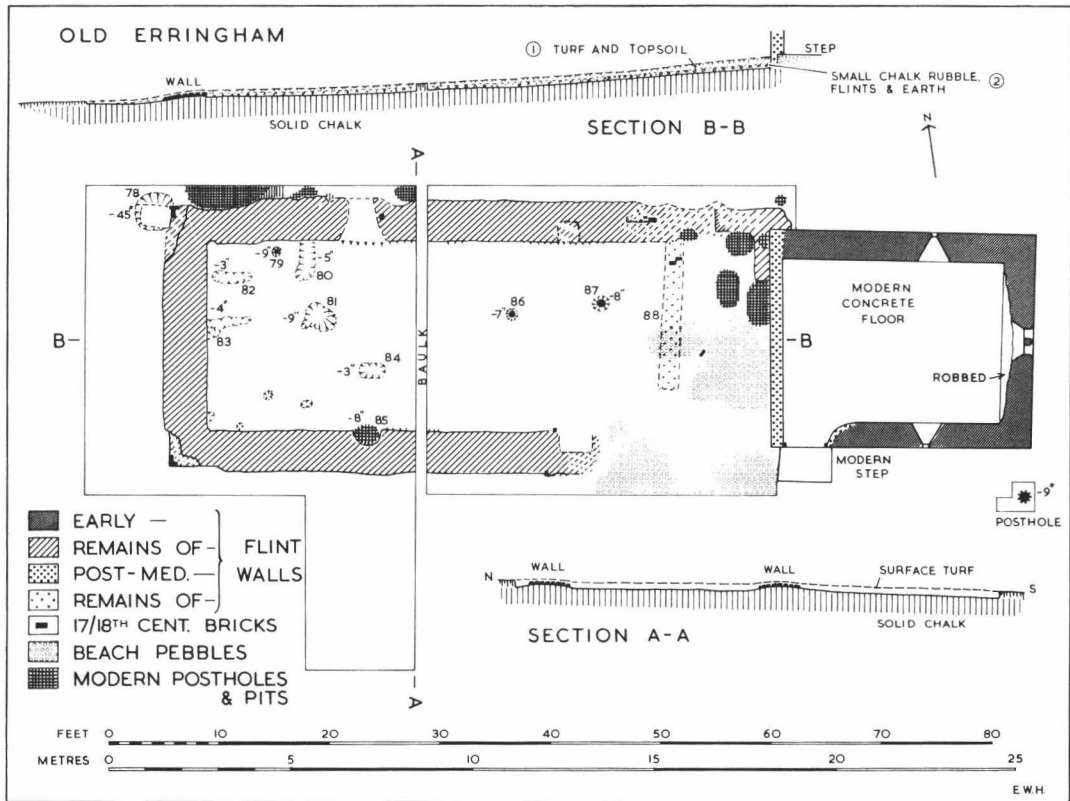 OLD ERRINGHAM
① TURF AND TOPSOIL
STEP
WALL
SMALL CHALK RUBBLE,
FLINTS & EARTH ②
SOLID CHALK
SECTION B-B
N
A
78
-45"
-9"
79
-5"
80
-3"
82
-4"
83
81
-9"
-3"
84
-8"
85
BAULK
86
-7"
87
-8"
88
B
B
MODERN
CONCRETE
FLOOR
ROBBED
MODERN
STEP
-9"
POSTHOLE
EARLY —
REMAINS OF -
POST-MED. —
REMAINS OF -
FLINT
WALLS
17/18TH CENT. BRICKS
BEACH PEBBLES
MODERN POSTHOLES
& PITS
A
N
WALL
WALL
SURFACE TURF
S
SOLID CHALK
SECTION A-A
FEET 0 10 20 30 40 50 60 70 80
METRES 0 5 10 15 20 25
E.W.H.